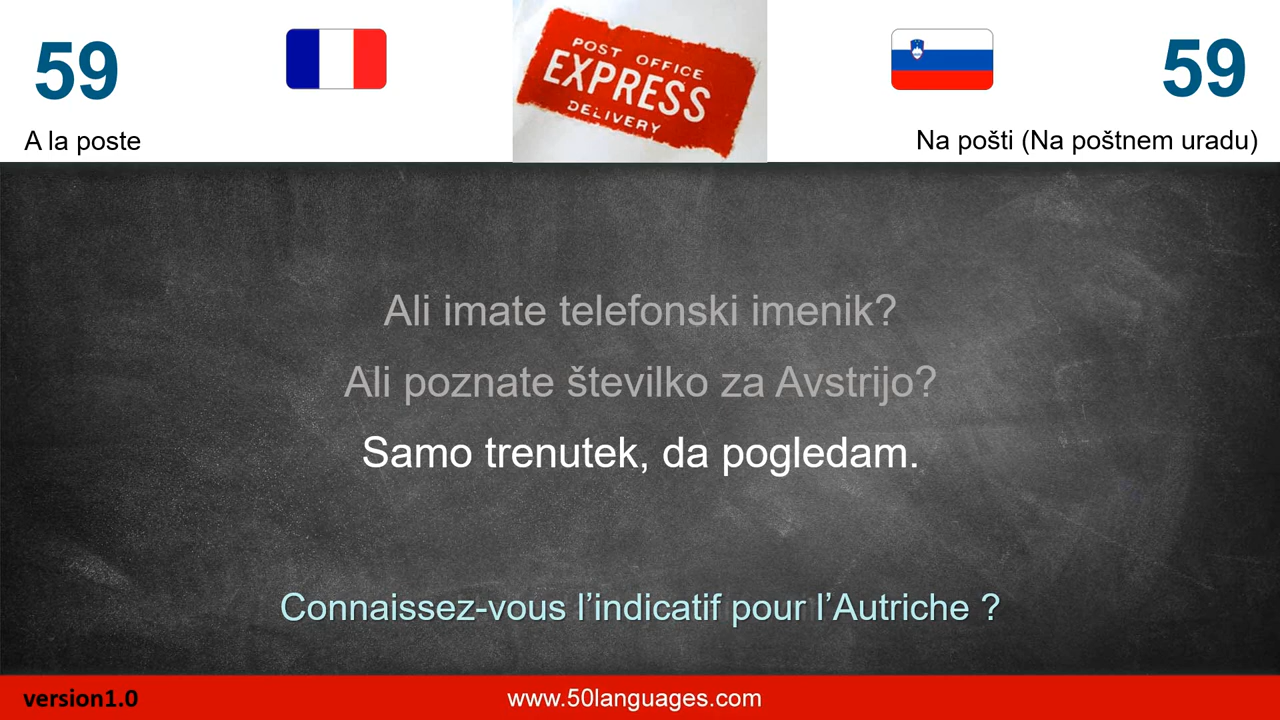 59
59
A la poste
POST OFFICE
EXPRESS
DELIVERY
Na pošti (Na poštnem uradu)
Ali imate telefonski imenik?
Ali poznate številko za Avstrijo?
Samo trenutek, da pogledam.
Connaissez-vous l’indicatif pour l’Autriche ?
version1.0
www.50languages.com